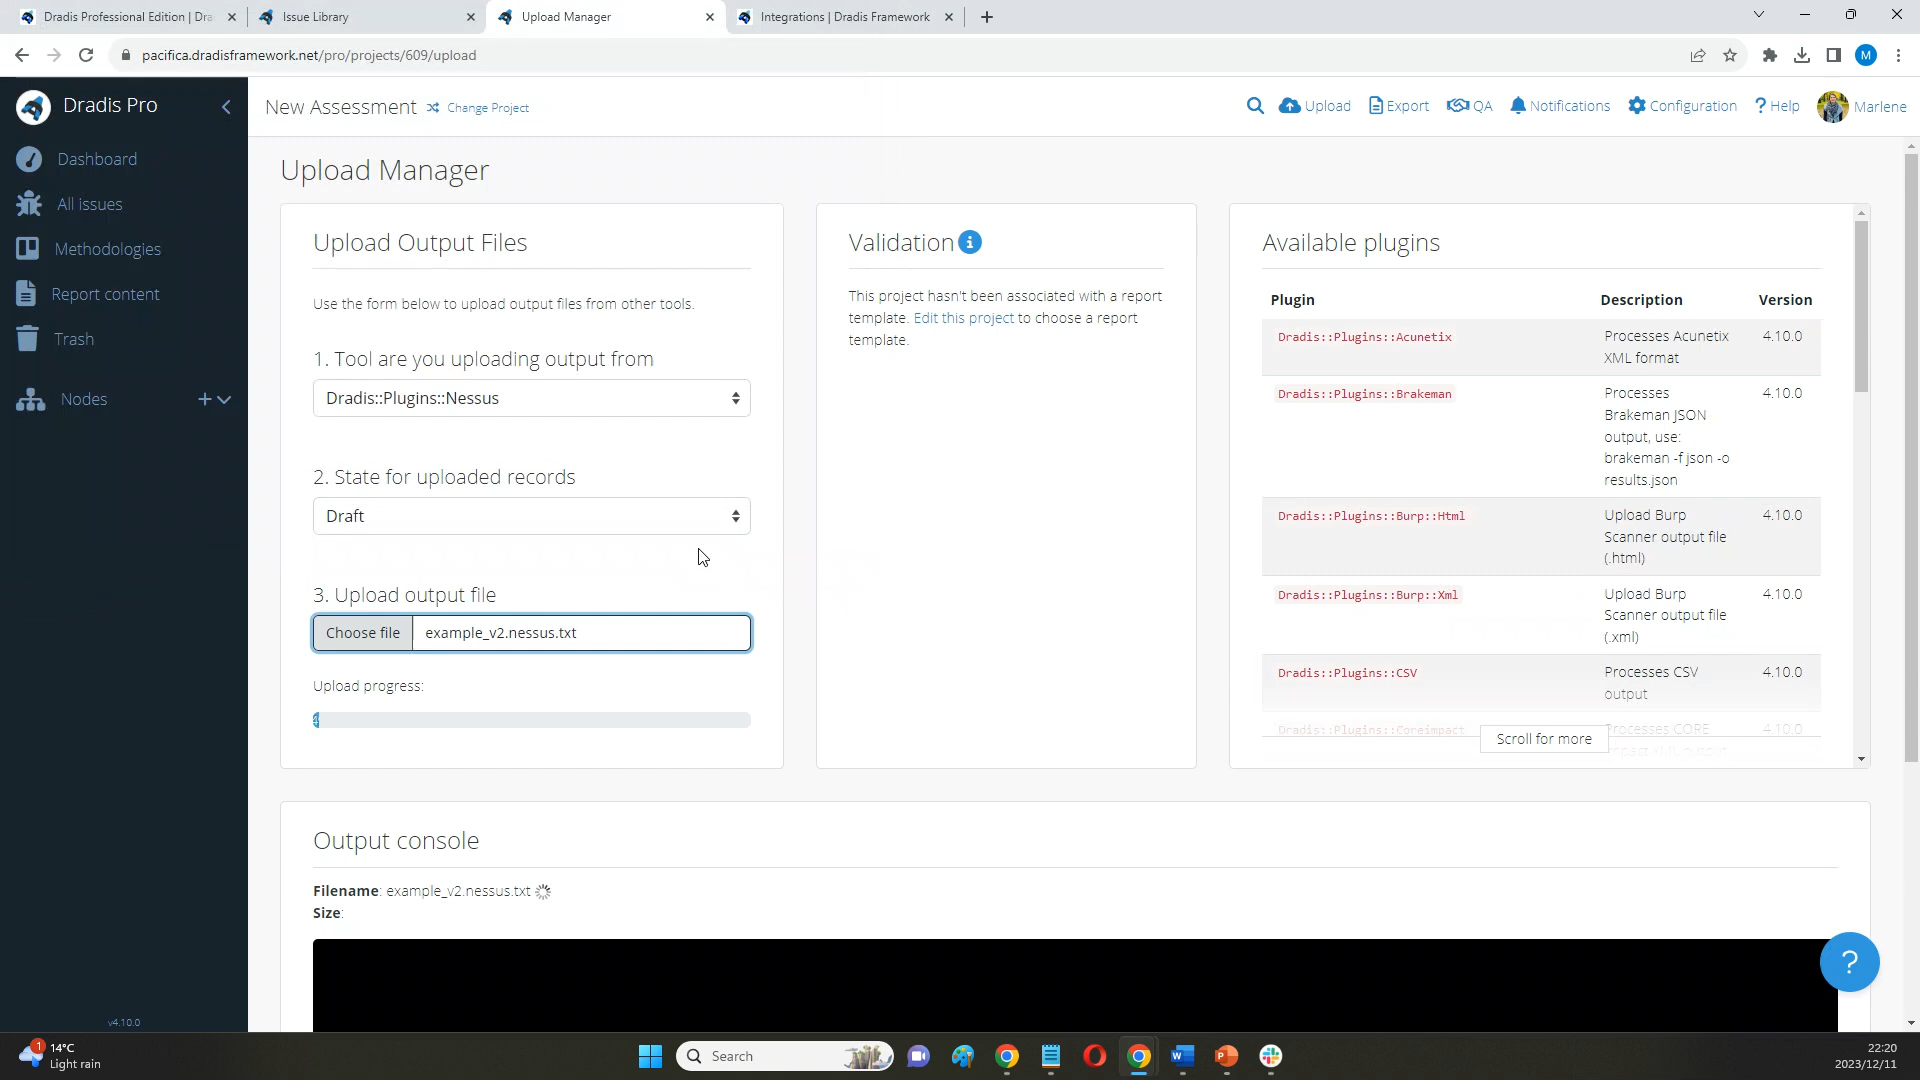 Dradis Professional Edition | Dra
Issue Library
Upload Manager
Integrations | Dradis Framework
pacifica.dradisframework.net/pro/projects/609/upload
M
Dradis Pro
New Assessment
Change Project
Upload
Export
QA
Notifications
Configuration
? Help
Marlene
Dashboard
All issues
Methodologies
Report content
Trash
Nodes
v4.10.0
Upload Manager
Upload Output Files
Use the form below to upload output files from other tools.
1. Tool are you uploading output from
Dradis::Plugins::Nessus
2. State for uploaded records
Draft
3. Upload output file
Choose file
example_v2.nessus.txt
Upload progress:
Validation
This project hasn't been associated with a report
template. Edit this project to choose a report
template.
Available plugins
Plugin Description Version
Dradis::Plugins::Acunetix
Processes Acunetix
XML format
4.10.0
Dradis::Plugins::Brakeman
Processes
Brakeman JSON
output, use:
brakeman -f json -o
results.json
4.10.0
Dradis::Plugins::Burp::Html
Upload Burp
Scanner output file
(.html)
4.10.0
Dradis::Plugins::Burp::Xml
Upload Burp
Scanner output file
(.xml)
4.10.0
Dradis::Plugins::CSV
Processes CSV
output
4.10.0
Dradis::Plugins::Coreimpact
Processes CORE
4.10.0
Scroll for more
Output console
Filename: example_v2.nessus.txt
Size:
?
1
14°C
Light rain
Search
22:20
2023/12/11